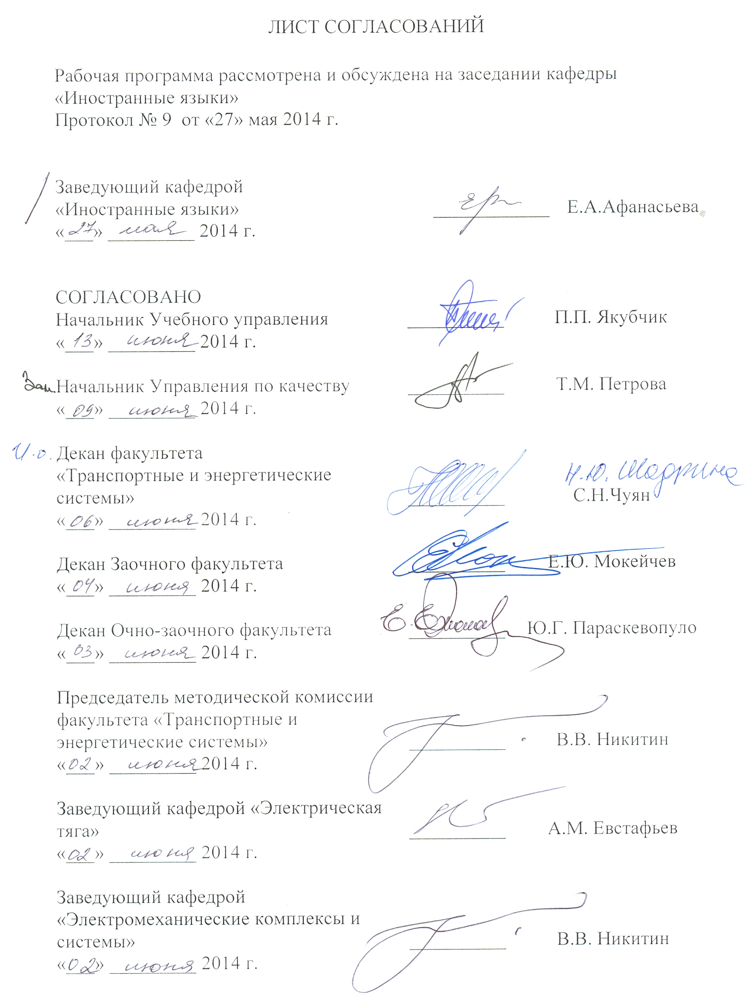 ЛИСТ СОГЛАСОВАНИЙ
Рабочая программа рассмотрена и обсуждена на заседании кафедры
«Иностранные языки»
Протокол № 9 от «27» мая 2014 г.
Заведующий кафедрой
«Иностранные языки» Е.А.Афанасьева
«27» мая 2014 г.
СОГЛАСОВАНО
Начальник Учебного управления П.П. Якубчик
«13» июня 2014 г.
Зам. Начальник Управления по качеству Т.М. Петрова
«09» июня 2014 г.
И.о. Декан факультета
«Транспортные и энергетические Н.Ю. Шадрина
системы» С.Н.Чуян
«06» июня 2014 г.
Декан Заочного факультета Е.Ю. Мокейчев
«04» июня 2014 г.
Декан Очно-заочного факультета Ю.Г. Параскевопуло
«03» июня 2014 г.
Председатель методической комиссии
факультета «Транспортные и
энергетические системы» В.В. Никитин
«02» июня 2014 г.
Заведующий кафедрой «Электрическая
тяга» А.М. Евстафьев
«02» июня 2014 г.
Заведующий кафедрой
«Электромеханические комплексы и
системы» В.В. Никитин
«02» июня 2014 г.